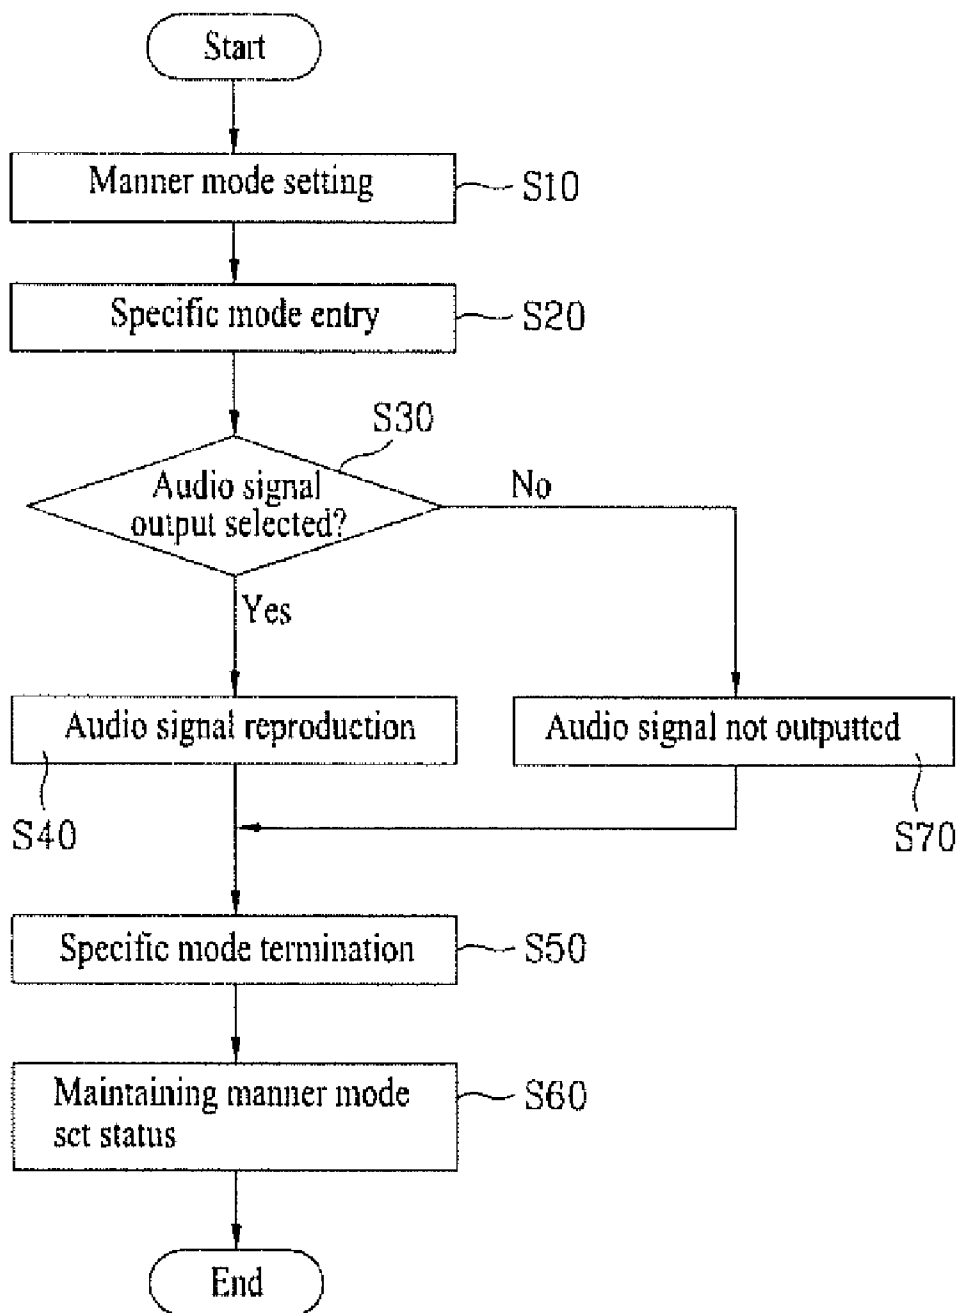 Start
Manner mode setting
S10
Specific mode entry
S20
S30
Audio signal
output selected?
No
Yes
Audio signal reproduction
Audio signal not outputted
S40
S70
Specific mode termination
S50
Maintaining manner mode
set status
S60
End